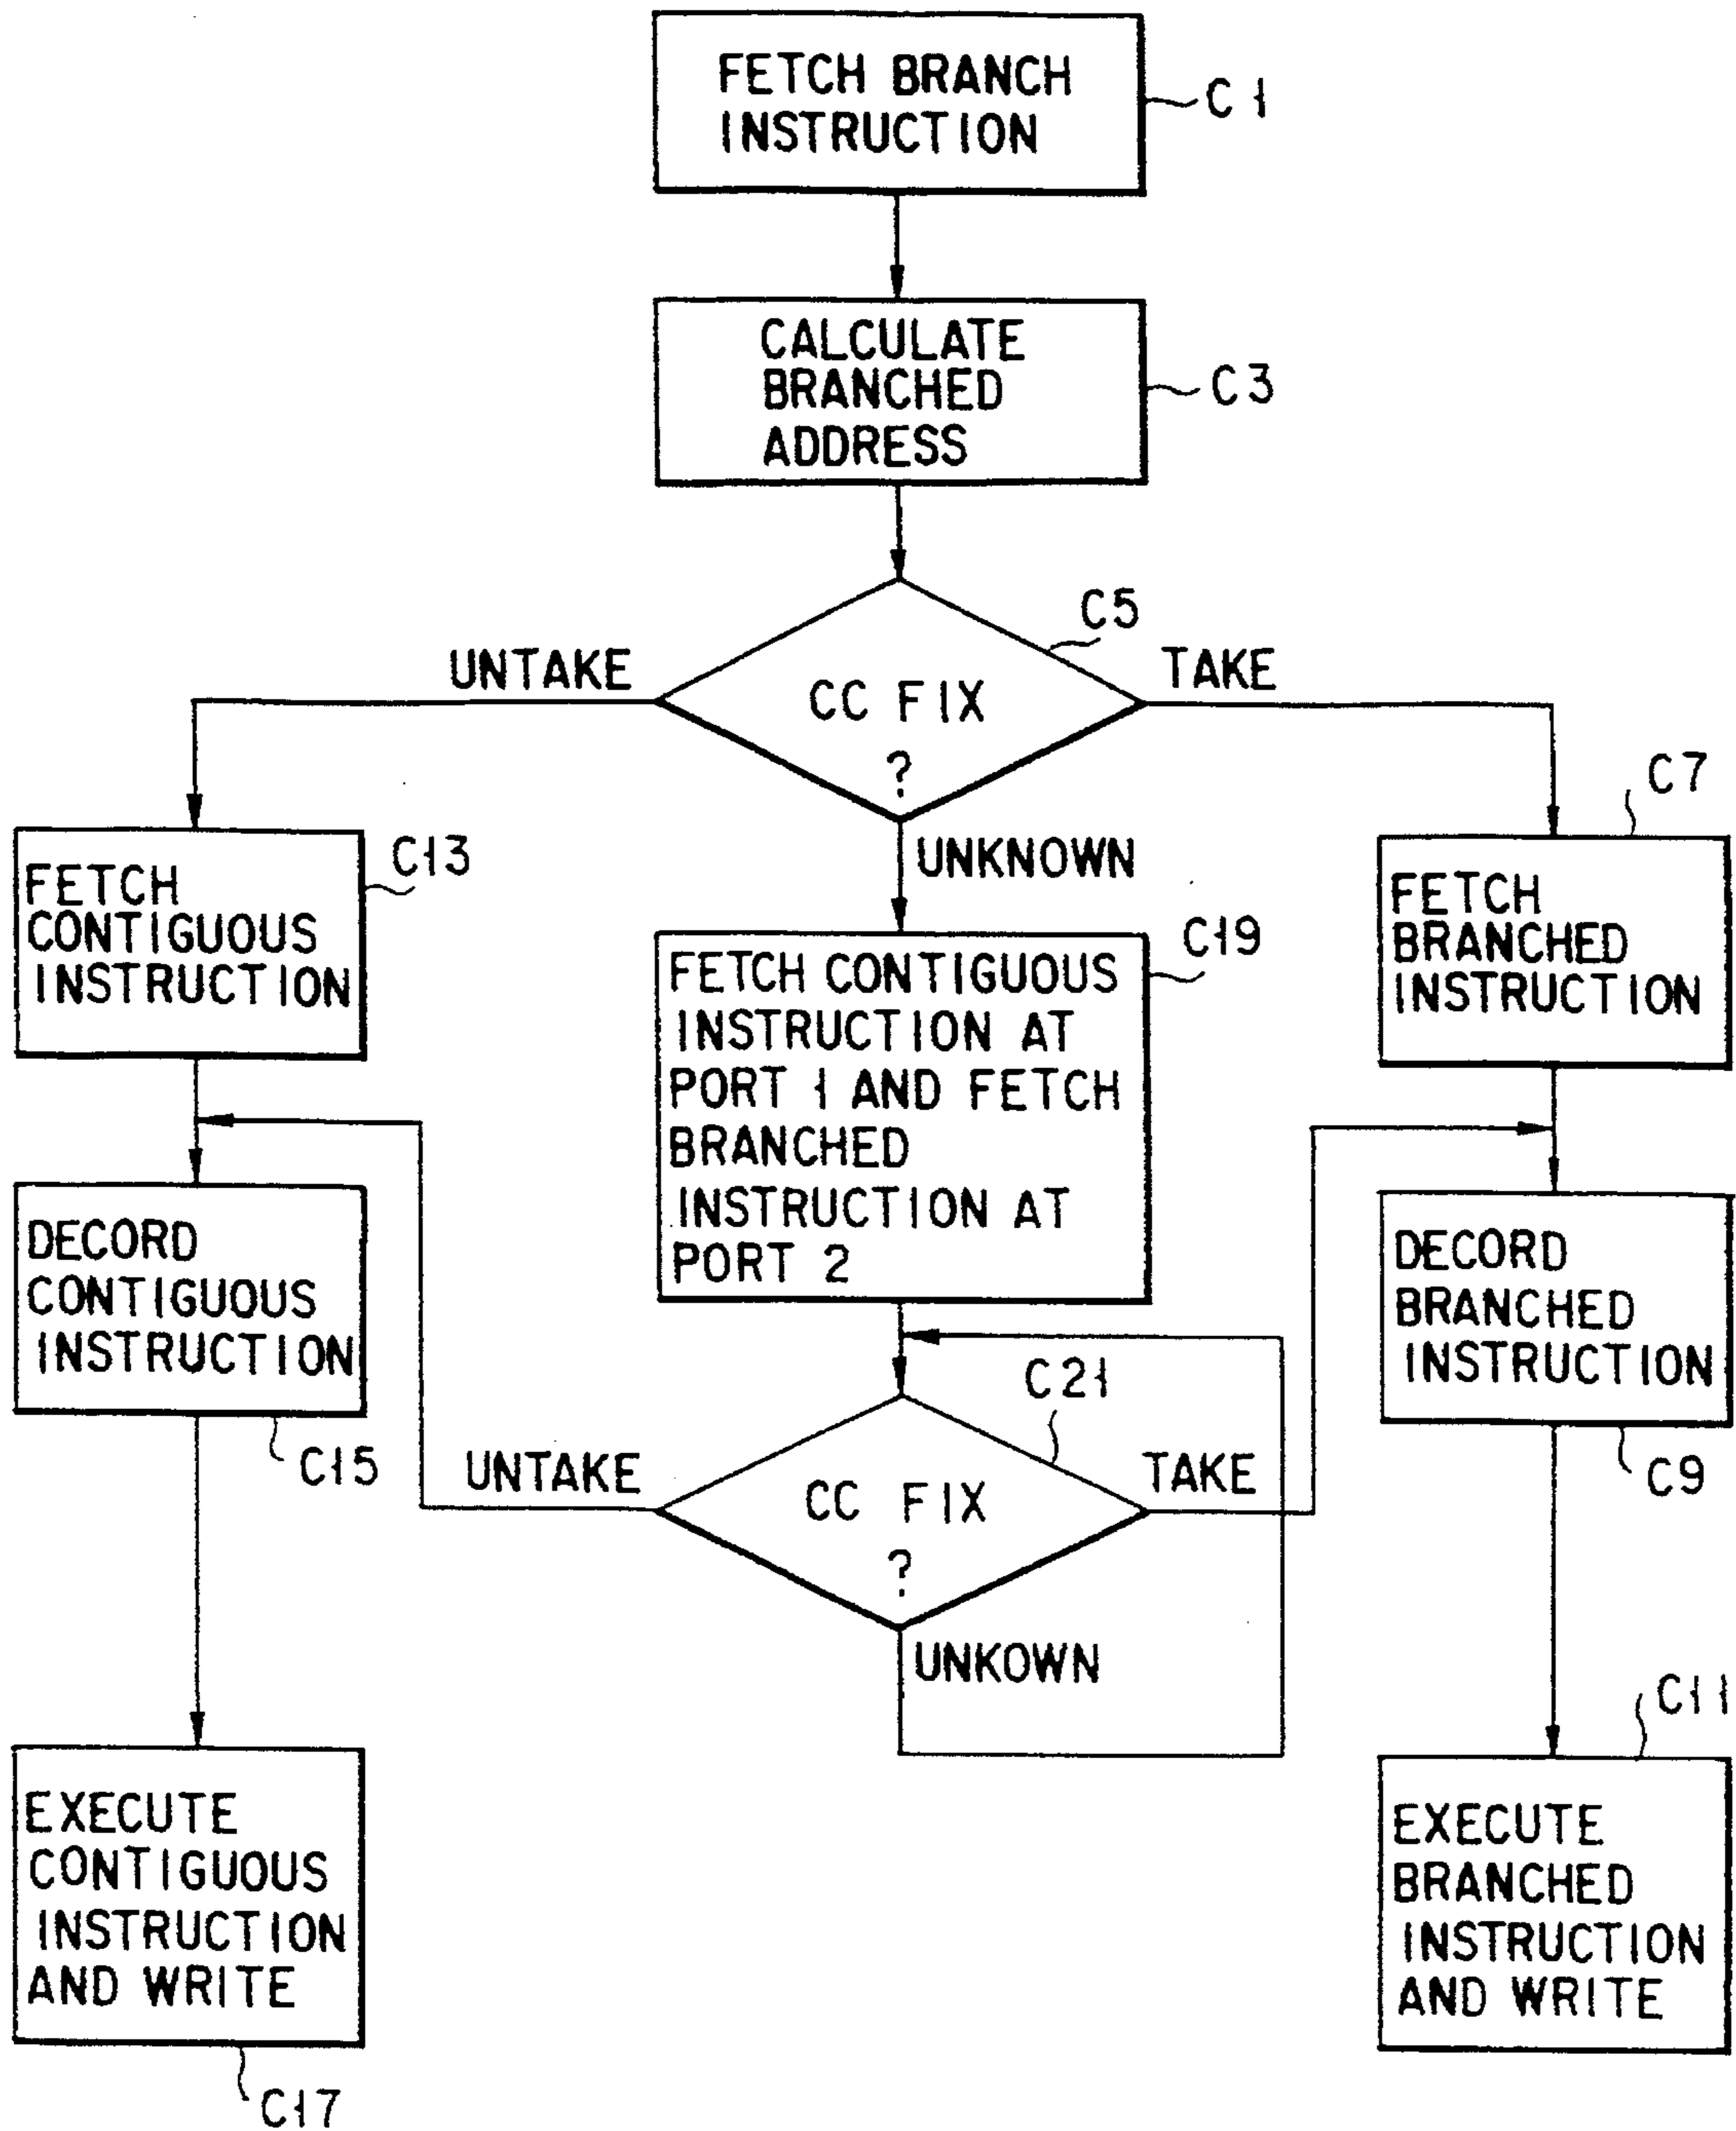 FETCH BRANCH
INSTRUCTION
C1
CALCULATE
BRANCHED
ADDRESS
C3
C5
UNTAKE
TAKE
CC FIX
?
UNKNOWN
C7
C13
FETCH
CONTIGUOUS
INSTRUCTION
C19
FETCH CONTIGUOUS
INSTRUCTION AT
PORT 1 AND FETCH
BRANCHED
INSTRUCTION AT
PORT 2
FETCH
BRANCHED
INSTRUCTION
DECORD
CONTIGUOUS
INSTRUCTION
C15
DECORD
BRANCHED
INSTRUCTION
C9
C21
UNTAKE
TAKE
CC FIX
?
UNKOWN
EXECUTE
CONTIGUOUS
INSTRUCTION
AND WRITE
C17
C11
EXECUTE
BRANCHED
INSTRUCTION
AND WRITE